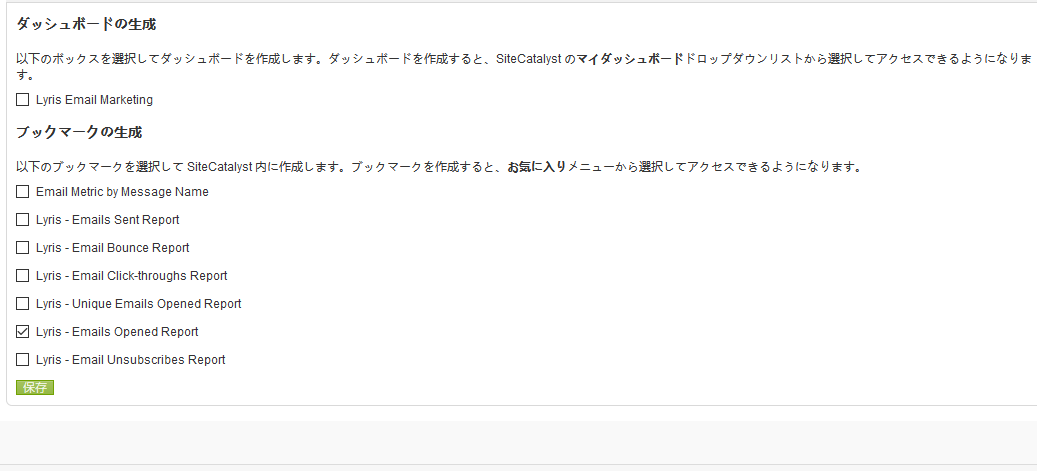 ダッシュボードの生成
以下のボックスを選択してダッシュボードを作成します。ダッシュボードを作成すると、SiteCatalyst のマイダッシュボードドロップダウンリストから選択してアクセスできるようになりま
す。
Lyris Email Marketing
ブックマークの生成
以下のブックマークを選択して SiteCatalyst 内に作成します。ブックマークを作成すると、お気に入りメニューから選択してアクセスできるようになります。
Email Metric by Message Name
Lyris - Emails Sent Report
Lyris - Email Bounce Report
Lyris - Email Click-throughs Report
Lyris - Unique Emails Opened Report
Lyris - Emails Opened Report
Lyris - Email Unsubscribes Report
保存